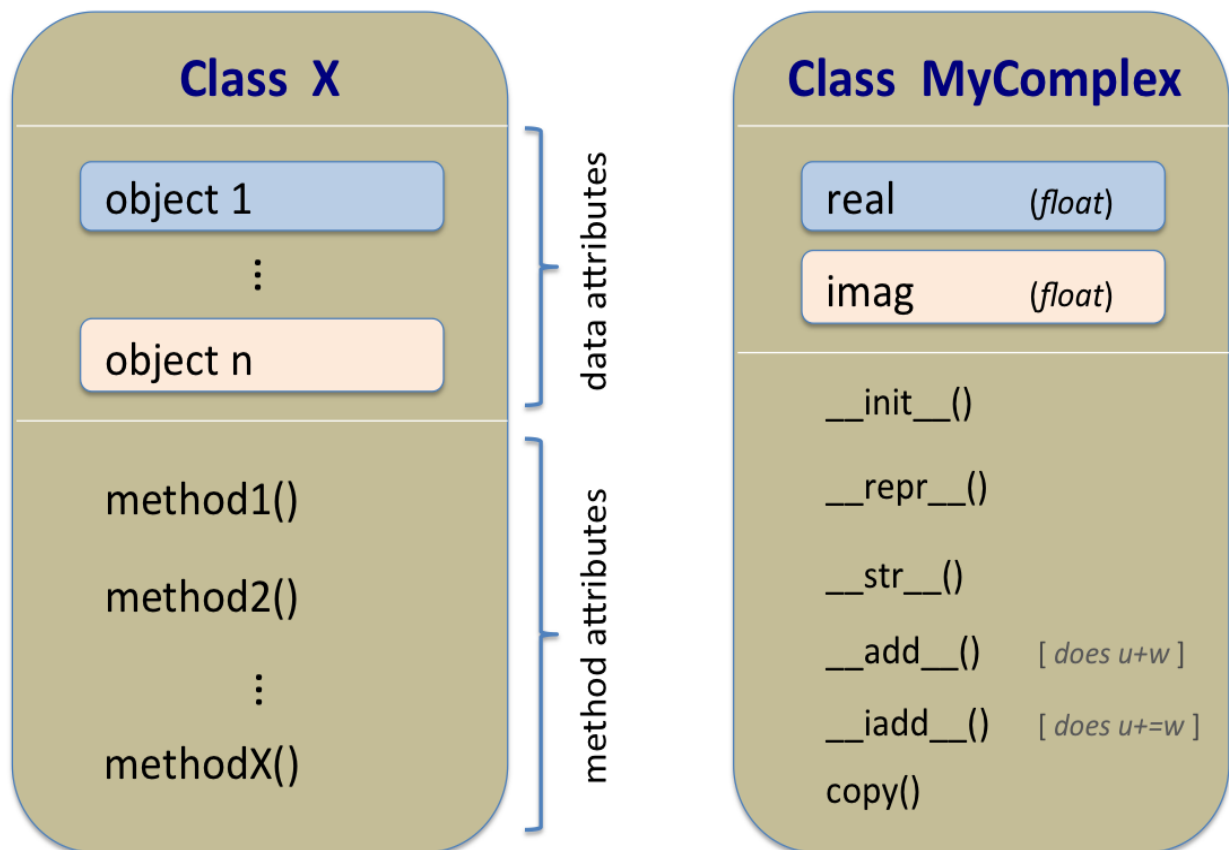 Class X
object 1
⋮
object n
method1()
method2()
⋮
methodX()
data attributes
method attributes
Class MyComplex
real (float)
imag (float)
__init__()
__repr__()
__str__()
__add__() [ does u+w ]
__iadd__() [ does u+=w ]
copy()